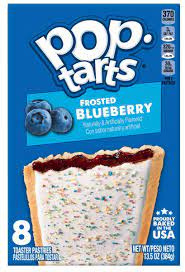 pop.
tarts
FROSTED
BLUEBERRY
Naturally & Artificially Flavored
Con sabor natural y artificial
8
TOASTER PASTRIES
PASTELILLOS PARA TOSTAR
PROUDLY
BAKED
IN THE
USA
NET WT/PESO NETO
13.5 OZ (384g)
370